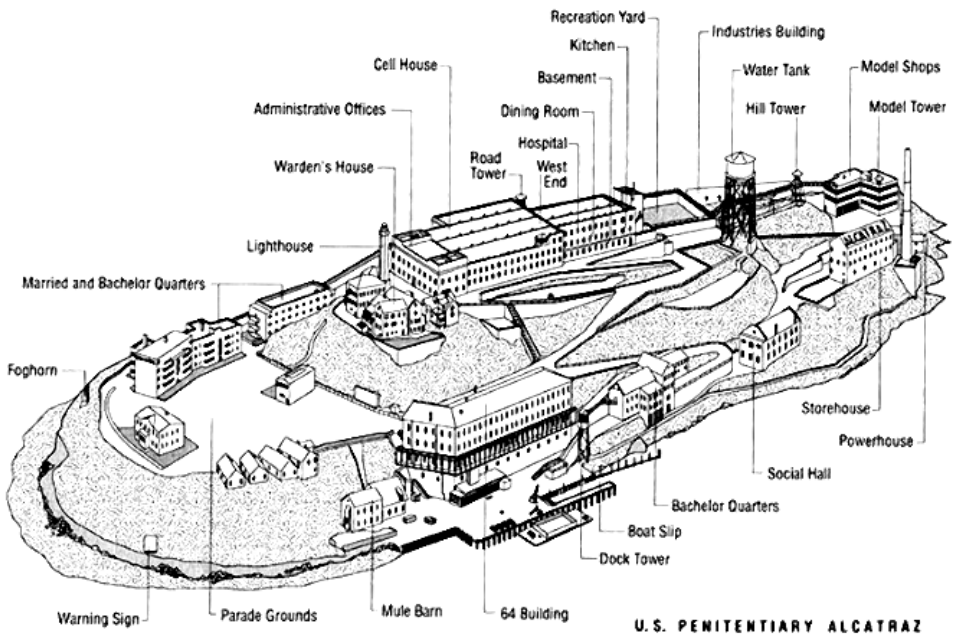 Recreation Yard
Industries Building
Kitchen
Cell House
Water Tank
Model Shops
Basement
Administrative Offices
Dining Room
Hill Tower
Model Tower
Hospital
Road
Tower
West
End
Warden's House
Lighthouse
ALCATRAZ
Married and Bachelor Quarters
Foghorn
Storehouse
Powerhouse
Social Hall
Bachelor Quarters
Boat Slip
Dock Tower
Warning Sign
Parade Grounds
Mule Barn
64 Building
U.S. PENITENTIARY ALCATRAZ